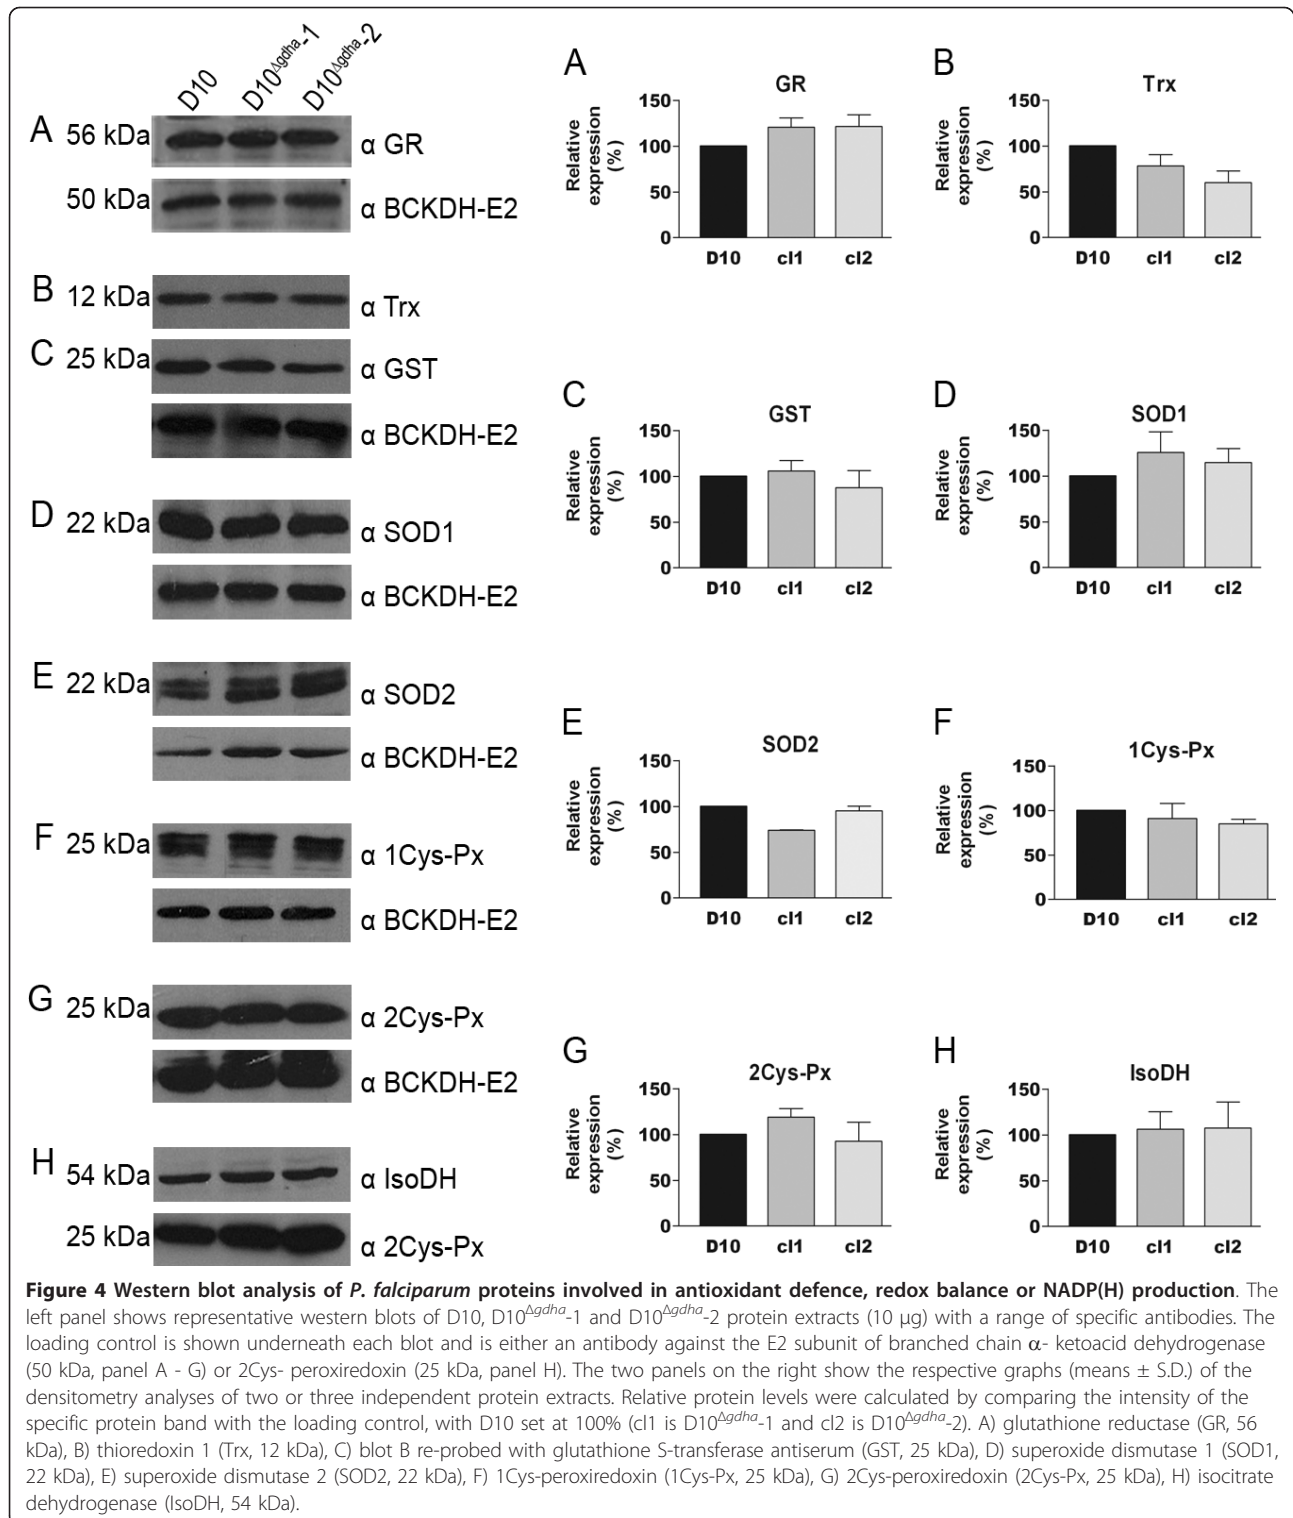 D10 D10Δgdha-1 D10Δgdha-2
A 56 kDa α GR
50 kDa α BCKDH-E2
B 12 kDa α Trx
C 25 kDa α GST
α BCKDH-E2
D 22 kDa α SOD1
α BCKDH-E2
E 22 kDa α SOD2
α BCKDH-E2
F 25 kDa α 1Cys-Px
α BCKDH-E2
G 25 kDa α 2Cys-Px
α BCKDH-E2
H 54 kDa α IsoDH
25 kDa α 2Cys-Px
A
GR
Relative
expression
(%)
150
100
50
0
D10 cl1 cl2
B
Trx
Relative
expression
(%)
150
100
50
0
D10 cl1 cl2
C
GST
Relative
expression
(%)
150
100
50
0
D10 cl1 cl2
D
SOD1
Relative
expression
(%)
150
100
50
0
D10 cl1 cl2
E
SOD2
Relative
expression
(%)
150
100
50
0
D10 cl1 cl2
F
1Cys-Px
Relative
expression
(%)
150
100
50
0
D10 cl1 cl2
G
2Cys-Px
Relative
expression
(%)
150
100
50
0
D10 cl1 cl2
H
IsoDH
Relative
expression
(%)
150
100
50
0
D10 cl1 cl2
Figure 4 Western blot analysis of P. falciparum proteins involved in antioxidant defence, redox balance or NADP(H) production. The
left panel shows representative western blots of D10, D10Δgdha-1 and D10Δgdha-2 protein extracts (10 μg) with a range of specific antibodies. The
loading control is shown underneath each blot and is either an antibody against the E2 subunit of branched chain α- ketoacid dehydrogenase
(50 kDa, panel A - G) or 2Cys- peroxiredoxin (25 kDa, panel H). The two panels on the right show the respective graphs (means ± S.D.) of the
densitometry analyses of two or three independent protein extracts. Relative protein levels were calculated by comparing the intensity of the
specific protein band with the loading control, with D10 set at 100% (cl1 is D10Δgdha-1 and cl2 is D10Δgdha-2). A) glutathione reductase (GR, 56
kDa), B) thioredoxin 1 (Trx, 12 kDa), C) blot B re-probed with glutathione S-transferase antiserum (GST, 25 kDa), D) superoxide dismutase 1 (SOD1,
22 kDa), E) superoxide dismutase 2 (SOD2, 22 kDa), F) 1Cys-peroxiredoxin (1Cys-Px, 25 kDa), G) 2Cys-peroxiredoxin (2Cys-Px, 25 kDa), H) isocitrate
dehydrogenase (IsoDH, 54 kDa).